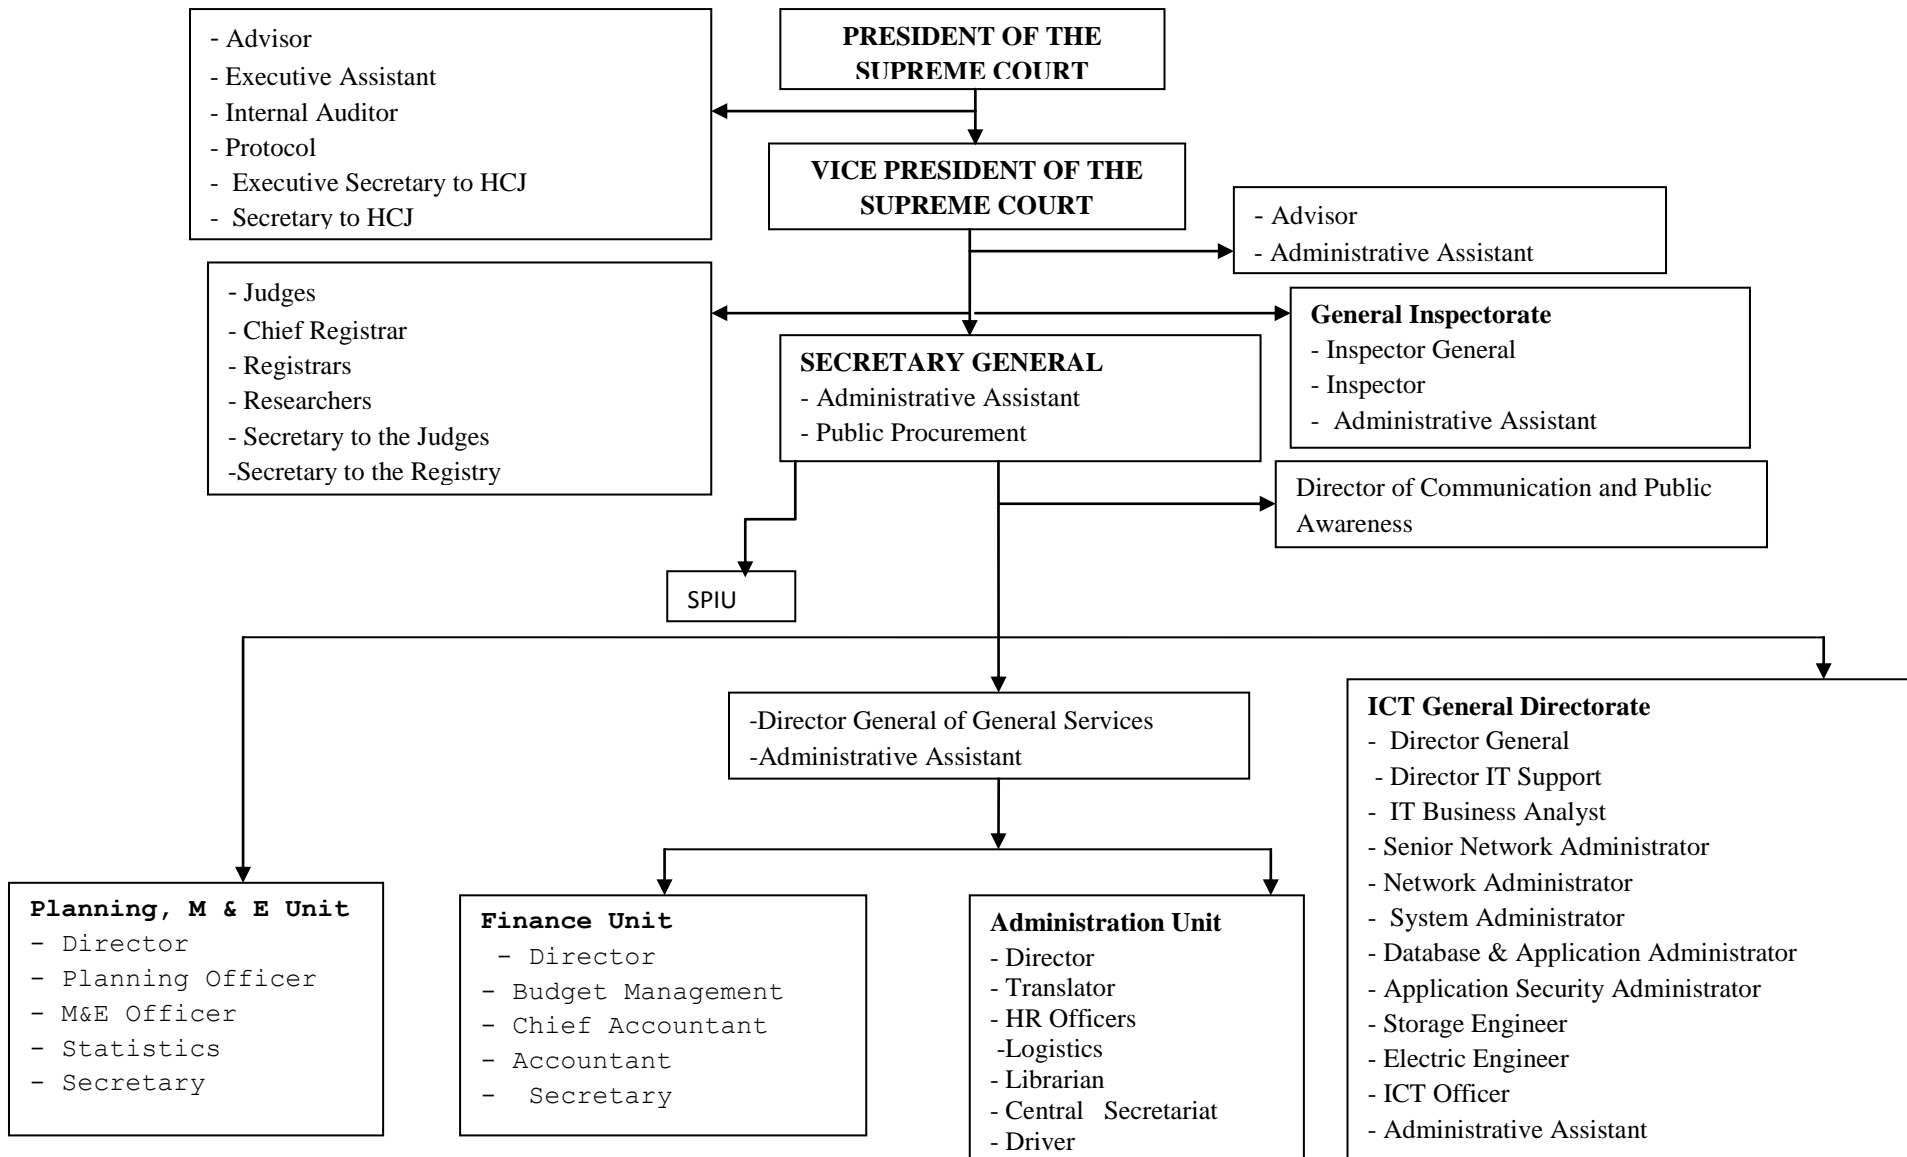 PRESIDENT OF THE
SUPREME COURT
- Advisor
- Executive Assistant
- Internal Auditor
- Protocol
- Executive Secretary to HCJ
- Secretary to HCJ
VICE PRESIDENT OF THE
SUPREME COURT
- Advisor
- Administrative Assistant
- Judges
- Chief Registrar
- Registrars
- Researchers
- Secretary to the Judges
-Secretary to the Registry
General Inspectorate
- Inspector General
- Inspector
- Administrative Assistant
SECRETARY GENERAL
- Administrative Assistant
- Public Procurement
Director of Communication and Public
Awareness
SPIU
-Director General of General Services
-Administrative Assistant
Planning, M & E Unit
- Director
- Planning Officer
- M&E Officer
- Statistics
- Secretary
Finance Unit
- Director
- Budget Management
- Chief Accountant
- Accountant
- Secretary
Administration Unit
- Director
- Translator
- HR Officers
-Logistics
- Librarian
- Central Secretariat
- Driver
ICT General Directorate
- Director General
- Director IT Support
- IT Business Analyst
- Senior Network Administrator
- Network Administrator
- System Administrator
- Database & Application Administrator
- Application Security Administrator
- Storage Engineer
- Electric Engineer
- ICT Officer
- Administrative Assistant